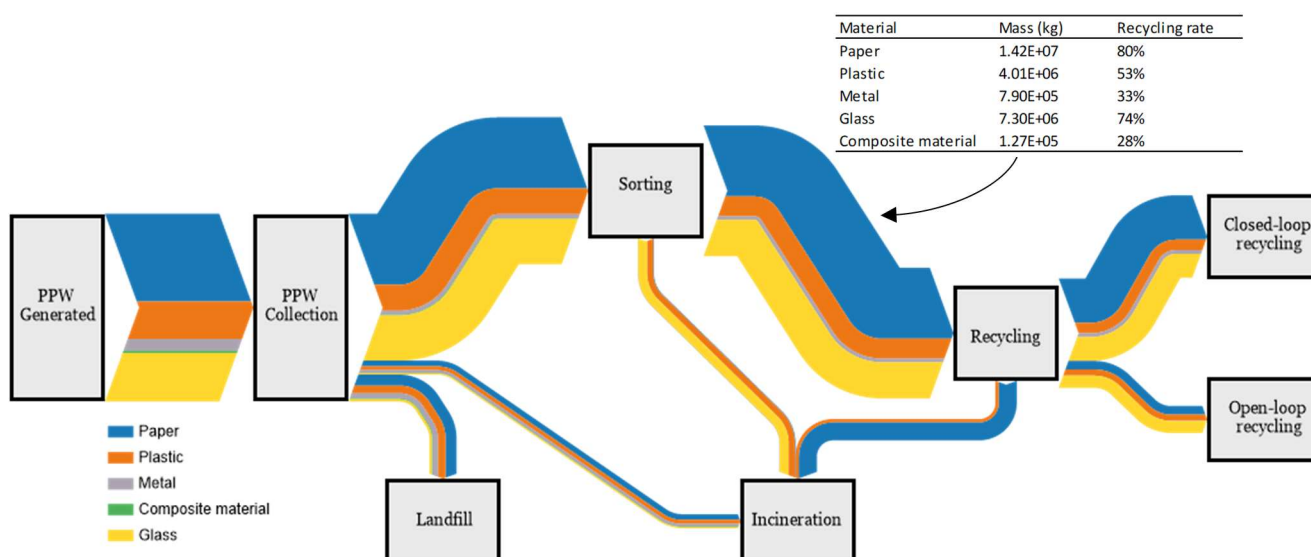 Material Mass (kg) Recycling rate
Paper 1.42E+07 80%
Plastic 4.01E+06 53%
Metal 7.90E+05 33%
Glass 7.30E+06 74%
Composite material 1.27E+05 28%
Sorting
Closed-loop
recycling
PPW
Generated
PPW
Collection
Recycling
Open-loop
recycling
Paper
Plastic
Metal
Composite material
Glass
Landfill
Incineration